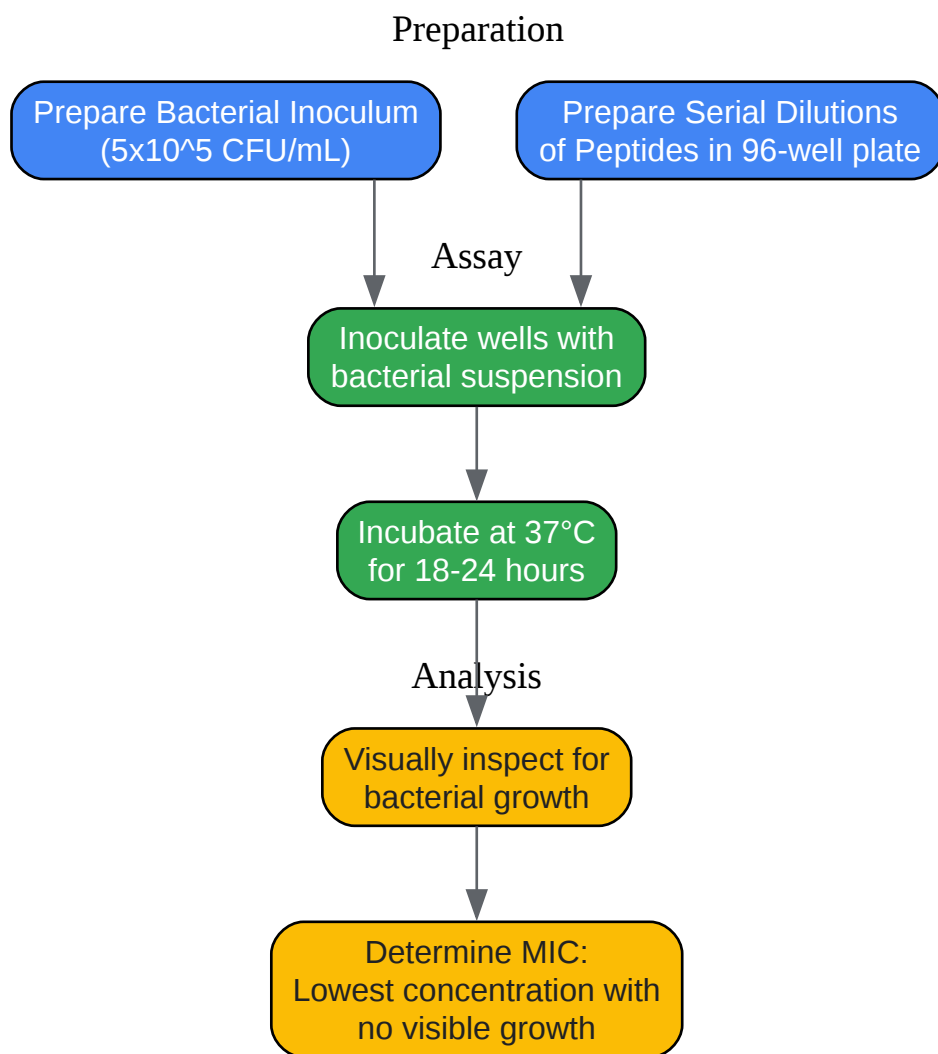 Preparation
Prepare Bacterial Inoculum
(5x10^5 CFU/mL)
Prepare Serial Dilutions
of Peptides in 96-well plate
Assay
Inoculate wells with
bacterial suspension
Incubate at 37°C
for 18-24 hours
Analysis
Visually inspect for
bacterial growth
Determine MIC:
Lowest concentration with
no visible growth